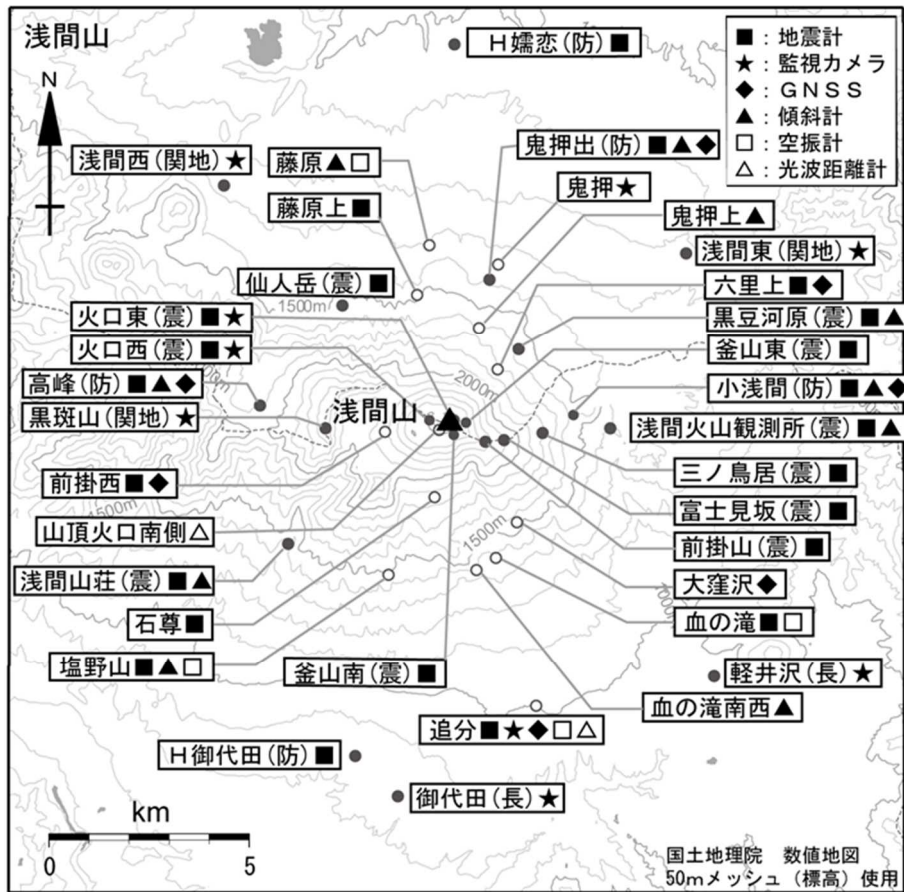 浅間山
H嬬恋(防)■
■：地震計
★：監視カメラ
◆：GNSS
▲：傾斜計
□：空振計
△：光波距離計
N
浅間西(関地)★
藤原▲□
鬼押出(防)■▲◆
鬼押★
藤原上■
鬼押上▲
浅間東(関地)★
仙人岳(震)■
1500m
六里上■◆
火口東(震)■★
黒豆河原(震)■▲
火口西(震)■★
釜山東(震)■
高峰(防)■▲◆
2000m
小浅間(防)■▲◆
黒斑山(関地)★
浅間山
浅間火山観測所(震)■▲
三ノ鳥居(震)■
前掛西■◆
1500m
富士見坂(震)■
山頂火口南側△
1500m
前掛山(震)■
浅間山荘(震)■▲
大窪沢◆
石尊■
血の滝■□
塩野山■▲□
釜山南(震)■
軽井沢(長)★
血の滝南西▲
追分■★◆□△
H御代田(防)■
御代田(長)★
km
0 5
国土地理院 数値地図
50mメッシュ(標高)使用